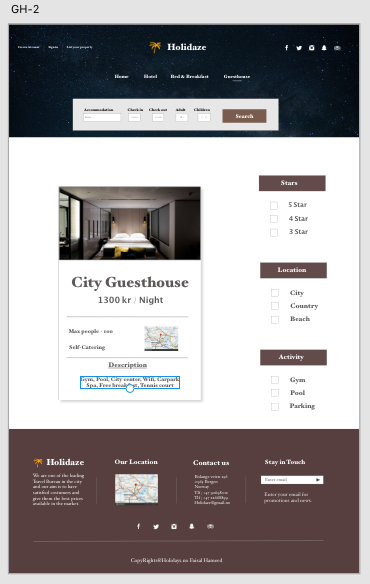 GH-2
Create Account
Signin
List your property
Holidaze
Home
Hotel
Bed & Breakfast
Guesthouse
Accommodation
Check in
Check out
Adult
Children
Search
Stars
5 Star
4 Star
3 Star
City Guesthouse
1300 kr / Night
Max people - 100
Self-Catering
Description
Gym, Pool, City center, Wifi, Carpark
Spa, Free breakfast, Tennis court
Location
City
Country
Beach
Activity
Gym
Pool
Parking
Holidaze
We are one of the leading
Travel Bureau in the city
and our aim is to have
satisfied customers and
give them the best prices
available in the market.
Our Location
Contact us
Norway
Stay in Touch
Enter email
Enter your email for
promotions and news.
CopyRights@Holidays.no Faisal Hameed